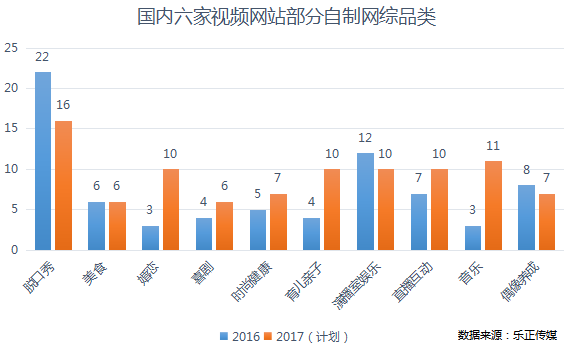 国内六家视频网站部分自制网综品类
25
20
15
10
5
0
22 16
6 6
3 10
4 6
5 7
4 10
12 10
7 10
3 11
8 7
脱口秀
美食
婚恋
喜剧
时尚健康
育儿亲子
演播室娱乐
直播互动
音乐
偶像养成
2016 2017（计划）
数据来源：乐正传媒